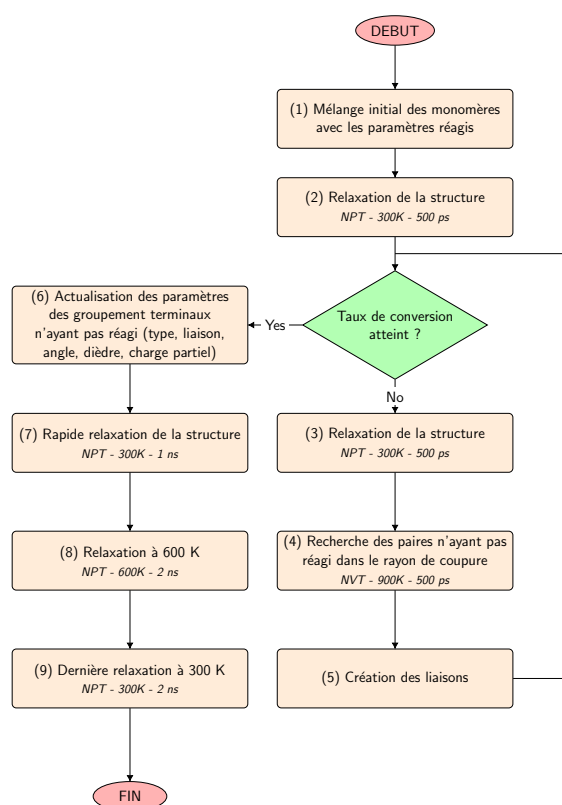 DEBUT
(1) Mélange initial des monomères
avec les paramètres réagis
(2) Relaxation de la structure
NPT - 300K - 500 ps
Taux de conversion
atteint ?
Yes
No
(6) Actualisation des paramètres
des groupement terminaux
n'ayant pas réagi (type, liaison,
angle, dièdre, charge partiel)
(7) Rapide relaxation de la structure
NPT - 300K - 1 ns
(8) Relaxation à 600 K
NPT - 600K - 2 ns
(9) Dernière relaxation à 300 K
NPT - 300K - 2 ns
FIN
(3) Relaxation de la structure
NPT - 300K - 500 ps
(4) Recherche des paires n'ayant pas
réagi dans le rayon de coupure
NVT - 900K - 500 ps
(5) Création des liaisons